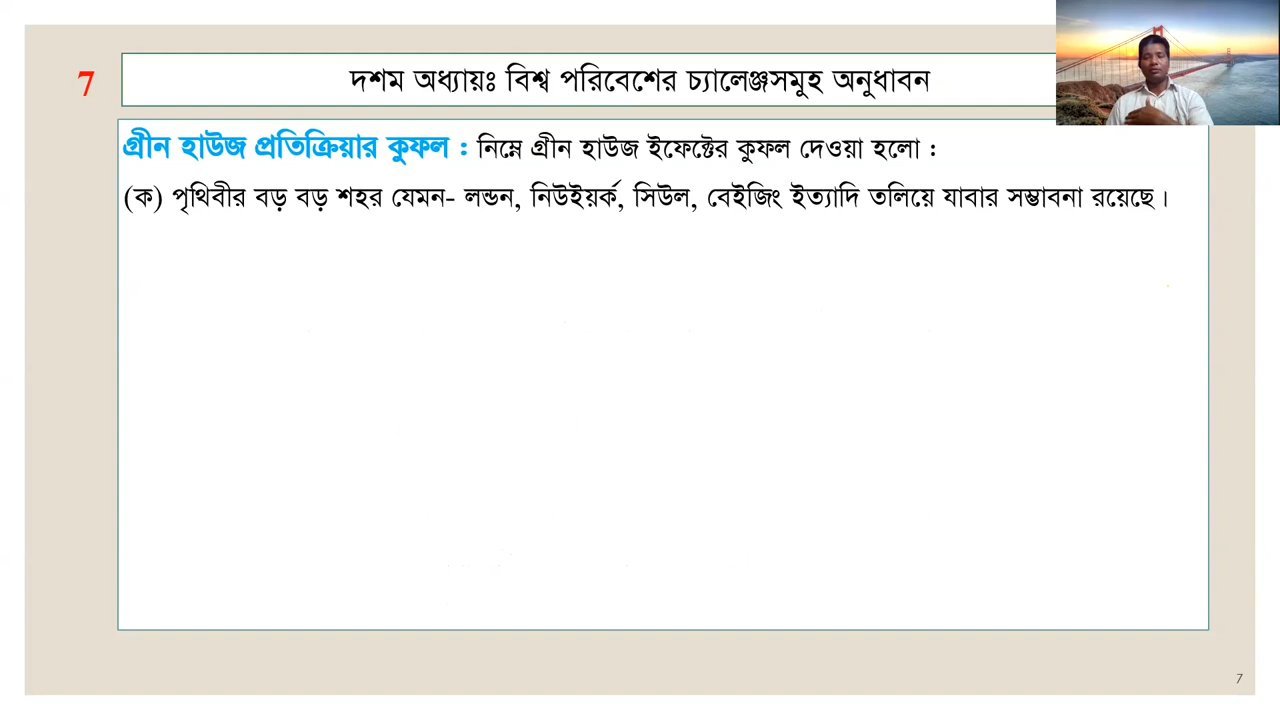 7
দশম অধ্যায়ঃ বিশ্ব পরিবেশের চ্যালেঞ্জসমুহ অনুধাবন
গ্রীন হাউজ প্রতিক্রিয়ার কুফল : নিম্নে গ্রীন হাউজ ইফেক্টের কুফল দেওয়া হলো :
(ক) পৃথিবীর বড় বড় শহর যেমন- লন্ডন, নিউইয়র্ক, সিউল, বেইজিং ইত্যাদি তলিয়ে যাবার সম্ভাবনা রয়েছে।
7